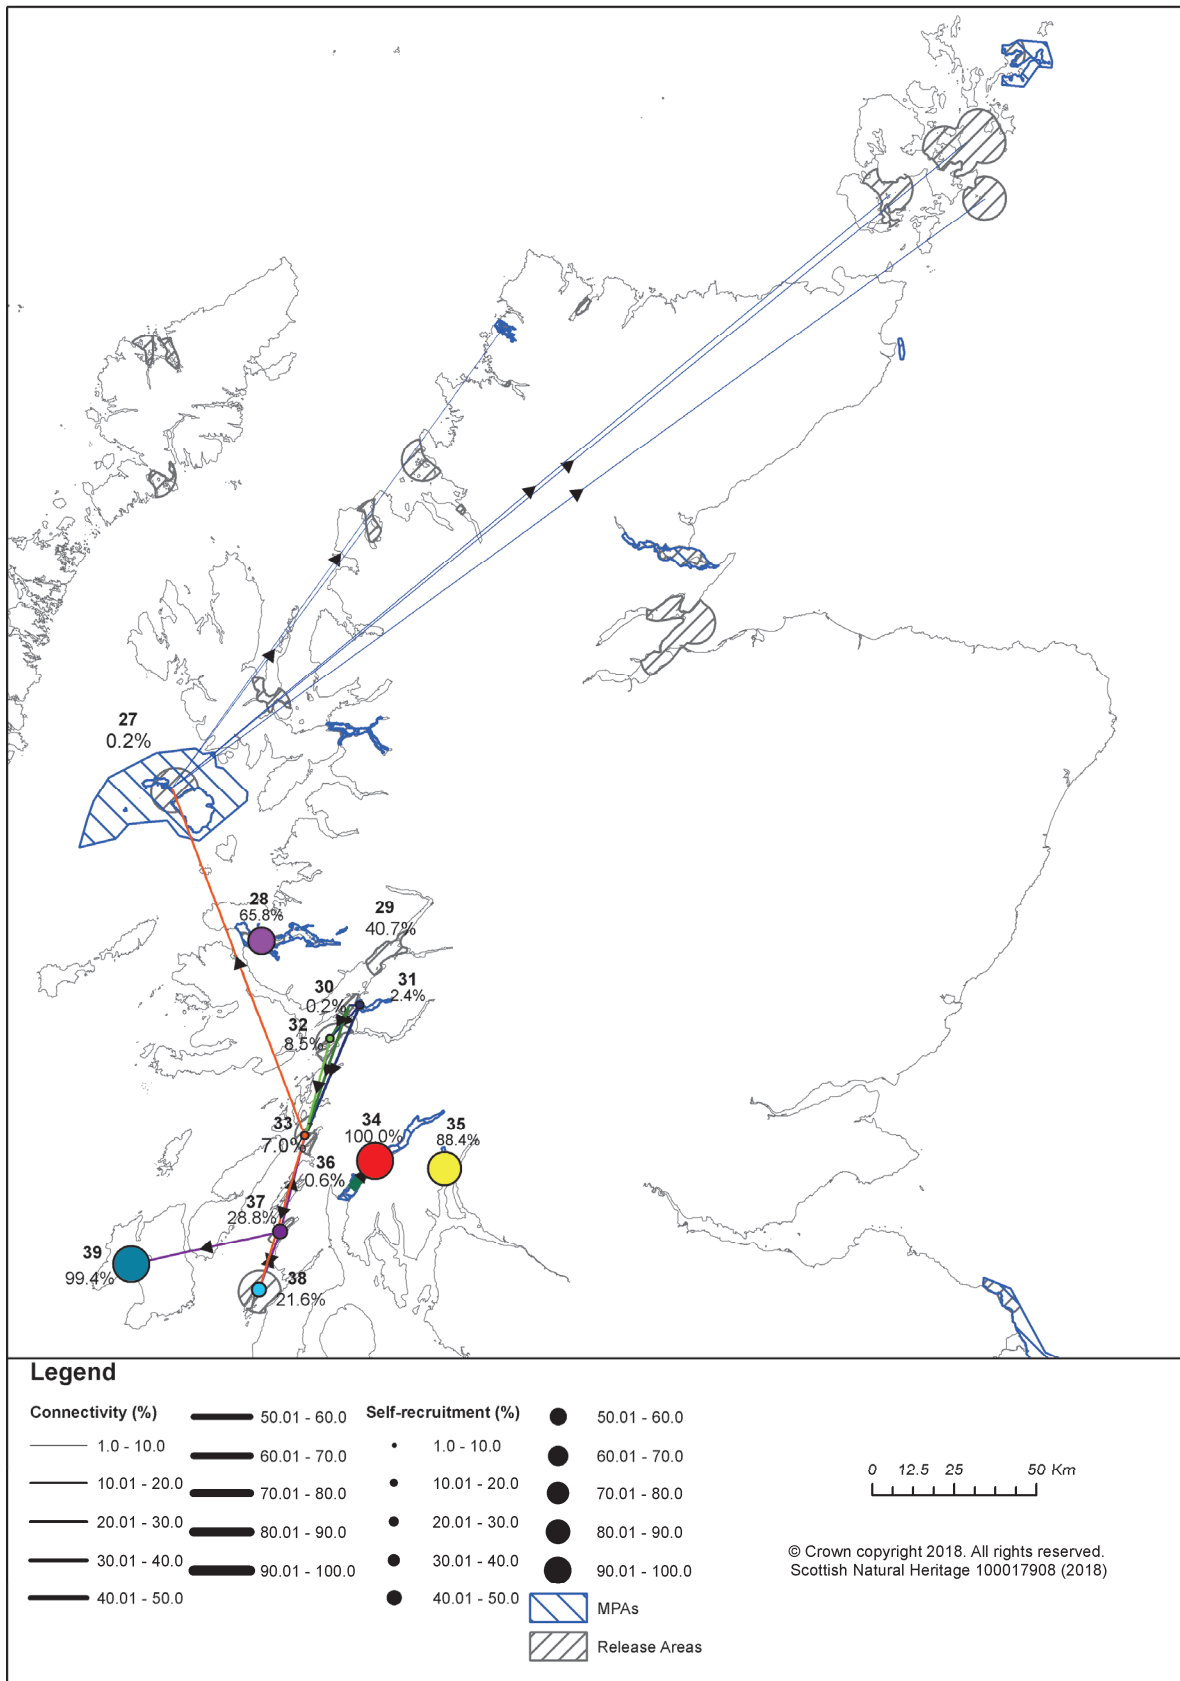 27
0.2%
28
65.8%
29
40.7%
30
0.2%
31
2.4%
32
8.5%
33
7.0%
34
100.0%
35
88.4%
36
0.6%
37
28.8%
38
21.6%
39
99.4%
Legend
Connectivity (%)
1.0 - 10.0
10.01 - 20.0
20.01 - 30.0
30.01 - 40.0
40.01 - 50.0
50.01 - 60.0
60.01 - 70.0
70.01 - 80.0
80.01 - 90.0
90.01 - 100.0
Self-recruitment (%)
1.0 - 10.0
10.01 - 20.0
20.01 - 30.0
30.01 - 40.0
40.01 - 50.0
50.01 - 60.0
60.01 - 70.0
70.01 - 80.0
80.01 - 90.0
90.01 - 100.0
MPAs
Release Areas
0 12.5 25 50 Km
© Crown copyright 2018. All rights reserved.
Scottish Natural Heritage 100017908 (2018)